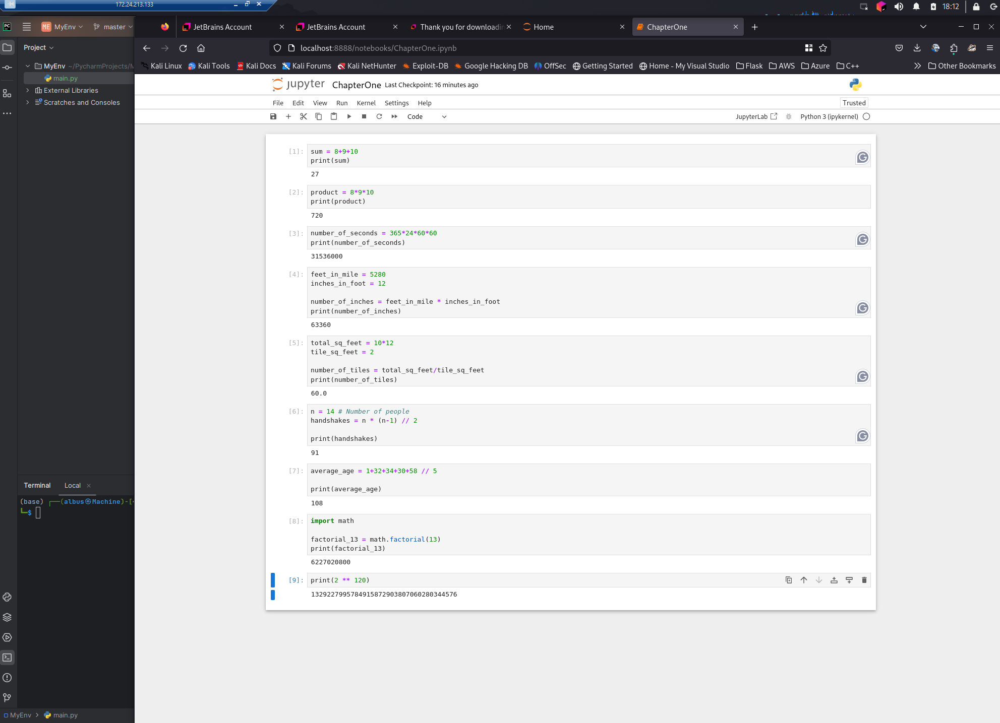 172.24.213.133
18:12
PC
ME MyEnv
master
JetBrains Account
JetBrains Account
Thank you for downloadin
Home
ChapterOne
Project
localhost:8888/notebooks/ChapterOne.ipynb
MyEnv ~/PycharmProjects/M
Kali Linux
Kali Tools
Kali Docs
Kali Forums
Kali NetHunter
Exploit-DB
Google Hacking DB
OffSec
Getting Started
Home - My Visual Studio
Flask
AWS
Azure
C++
Other Bookmarks
main.py
External Libraries
Scratches and Consoles
jupyter ChapterOne Last Checkpoint: 16 minutes ago
File Edit View Run Kernel Settings Help
Trusted
Code
JupyterLab
Python 3 (ipykernel)
[1]: sum = 8+9+10
print(sum)
27
[2]: product = 8*9*10
print(product)
720
[3]: number_of_seconds = 365*24*60*60
print(number_of_seconds)
31536000
[4]: feet_in_mile = 5280
inches_in_foot = 12
number_of_inches = feet_in_mile * inches_in_foot
print(number_of_inches)
63360
[5]: total_sq_feet = 10*12
tile_sq_feet = 2
number_of_tiles = total_sq_feet/tile_sq_feet
print(number_of_tiles)
60.0
[6]: n = 14 # Number of people
handshakes = n * (n-1) // 2
print(handshakes)
91
[7]: average_age = 1+32+34+30+58 // 5
print(average_age)
108
[8]: import math
factorial_13 = math.factorial(13)
print(factorial_13)
6227020800
[9]: print(2 ** 120)
1329227995784915872903807060280344576
Terminal
Local
(base) ┌──(albus㉿Machine)-[
└─$
MyEnv > main.py